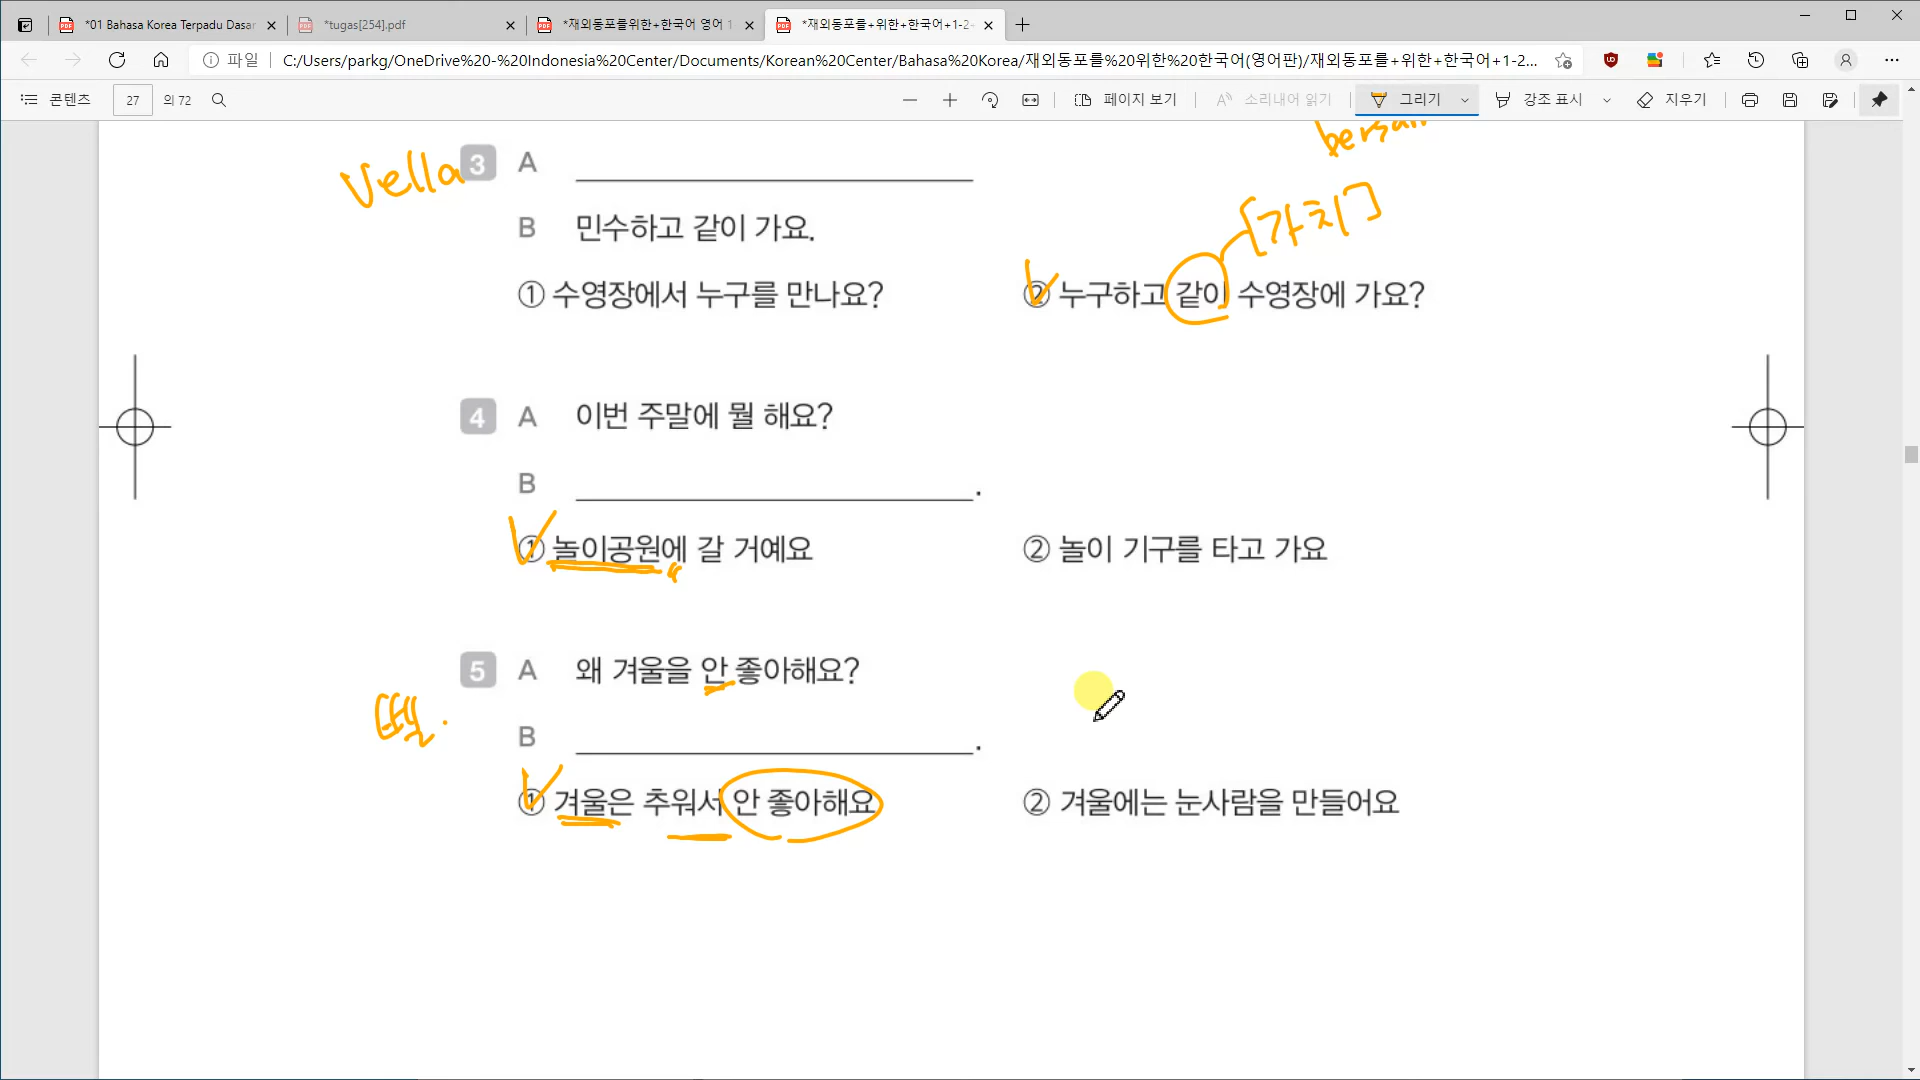 *01 Bahasa Korea Terpadu Dasar
*tugas[254].pdf
*재외동포를위한+한국어 영어 1
*재외동포를+위한+한국어+1-2-
파일
C:/Users/parkg/OneDrive%20-%20Indonesia%20Center/Documents/Korean%20Center/Bahasa%20Korea/재외동포를%20위한%20한국어(영어판)/재외동포를+위한+한국어+1-2...
콘텐츠 27 의 72
페이지 보기
소리내어 읽기
그리기
강조 표시
지우기
Vella
3 A
B 민수하고 같이 가요.
[가치]
① 수영장에서 누구를 만나요? ② 누구하고 같이 수영장에 가요?
4 A 이번 주말에 뭘 해요?
B .
① 놀이공원에 갈 거예요 ② 놀이 기구를 타고 가요
5 A 왜 겨울을 안 좋아해요?
B .
① 겨울은 추워서 안 좋아해요 ② 겨울에는 눈사람을 만들어요